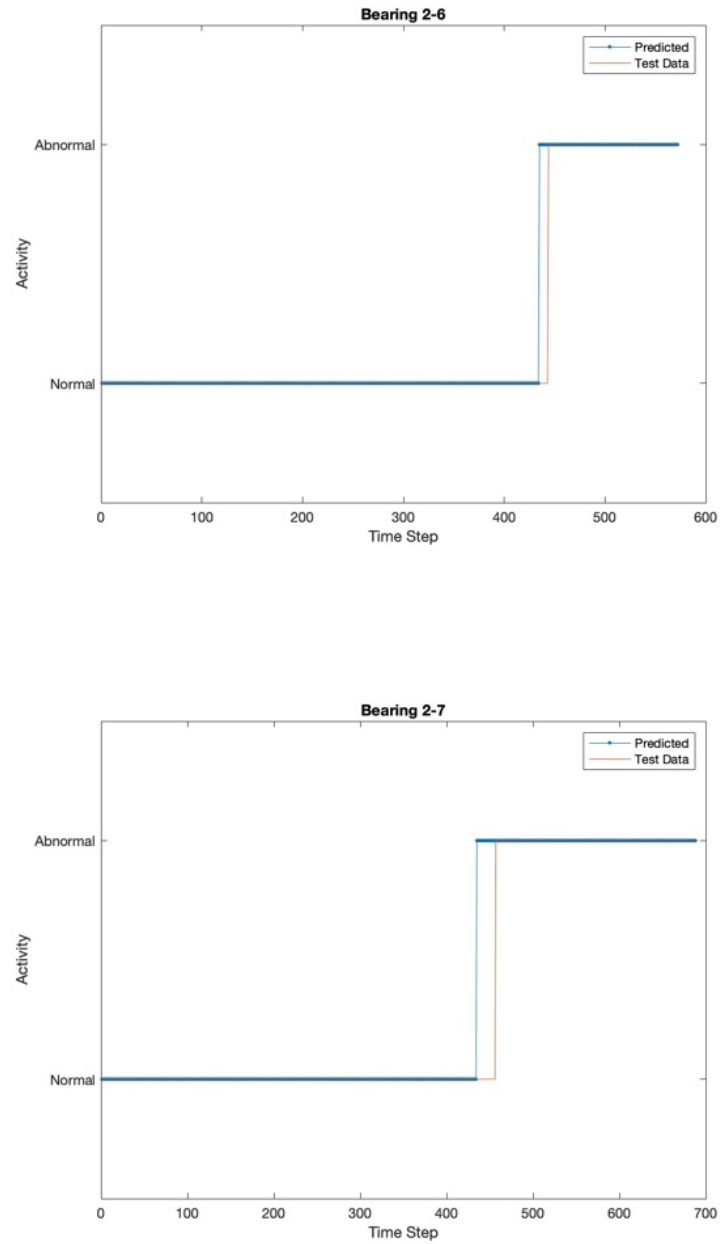 Bearing 2-6
Predicted
Test Data
Abnormal
Activity
Normal
0 100 200 300 400 500 600
Time Step
Bearing 2-7
Predicted
Test Data
Abnormal
Activity
Normal
0 100 200 300 400 500 600 700
Time Step